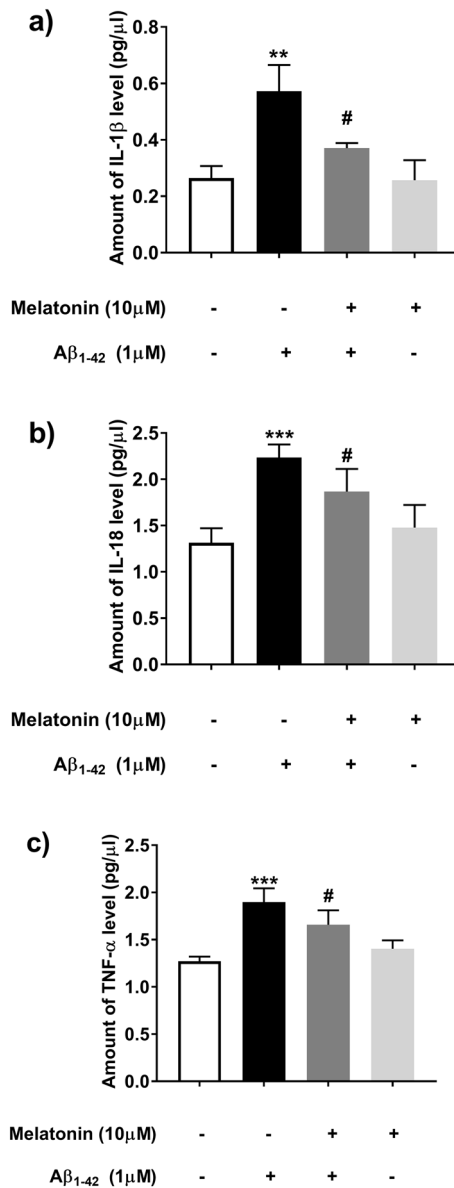 a)
Amount of IL-1β level (pg/μl)
0.8
0.6
0.4
0.2
0.0
**
#
Melatonin (10μM) - - + +
Aβ1-42 (1μM) - + + -
b)
Amount of IL-18 level (pg/μl)
2.5
2.0
1.5
1.0
0.5
0.0
***
#
Melatonin (10μM) - - + +
Aβ1-42 (1μM) - + + -
c)
Amount of TNF-α level (pg/μl)
2.5
2.0
1.5
1.0
0.5
0.0
***
#
Melatonin (10μM) - - + +
Aβ1-42 (1μM) - + + -